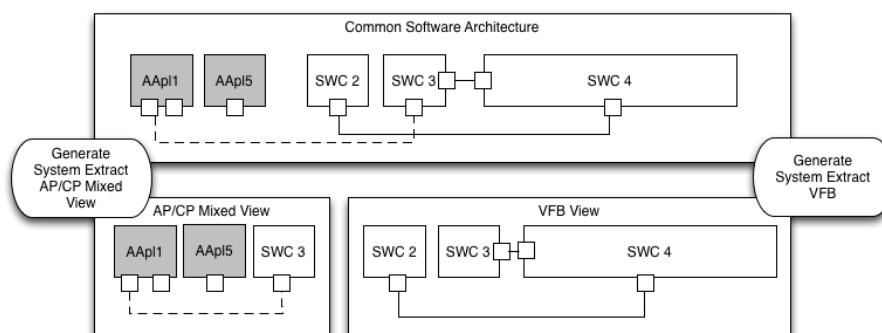 Common Software Architecture
AApl1
AApl5
SWC 2
SWC 3
SWC 4
Generate
System Extract
AP/CP Mixed
View
Generate
System Extract
VFB
AP/CP Mixed View
AApl1
AApl5
SWC 3
VFB View
SWC 2
SWC 3
SWC 4